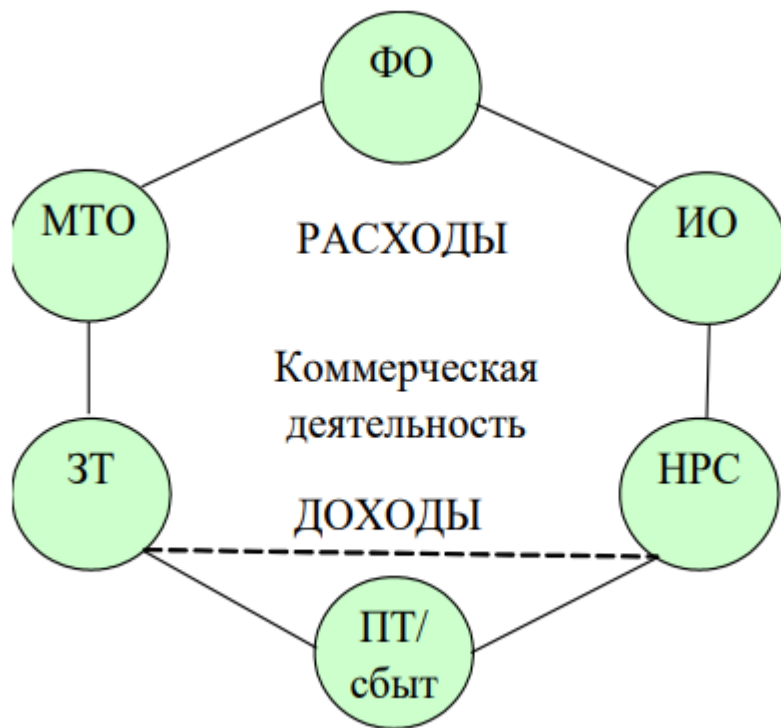 ФО
МТО
ИО
РАСХОДЫ
Коммерческая
деятельность
ЗТ
НРС
ДОХОДЫ
ПТ/
сбыт